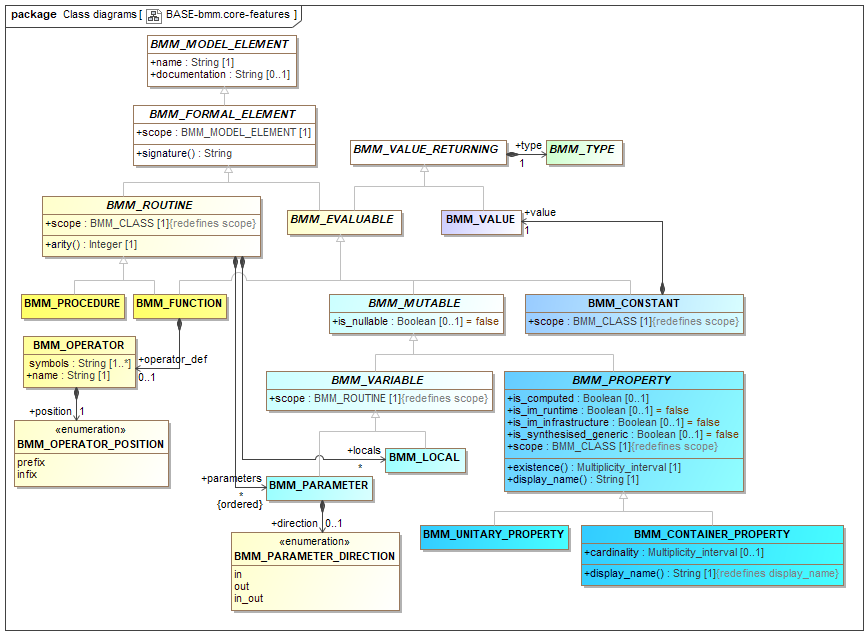 package Class diagrams [ BASE-bmm.core-features ]
BMM_MODEL_ELEMENT
+name : String [1]
+documentation : String [0..1]
BMM_FORMAL_ELEMENT
+scope : BMM_MODEL_ELEMENT [1]
+signature() : String
BMM_VALUE_RETURNING
+type
1
BMM_TYPE
BMM_ROUTINE
+scope : BMM_CLASS [1]{redefines scope}
+arity() : Integer [1]
BMM_EVALUABLE
BMM_VALUE
+value
1
BMM_PROCEDURE
BMM_FUNCTION
BMM_MUTABLE
+is_nullable : Boolean [0..1] = false
BMM_CONSTANT
+scope : BMM_CLASS [1]{redefines scope}
BMM_OPERATOR
symbols : String [1..*]
+name : String [1]
+operator_def
0..1
+position
1
«enumeration»
BMM_OPERATOR_POSITION
prefix
infix
BMM_VARIABLE
+scope : BMM_ROUTINE [1]{redefines scope}
BMM_PROPERTY
+is_computed : Boolean [0..1]
+is_im_runtime : Boolean [0..1] = false
+is_im_infrastructure : Boolean [0..1] = false
+is_synthesised_generic : Boolean [0..1] = false
+scope : BMM_CLASS [1]{redefines scope}
+existence() : Multiplicity_interval [1]
+display_name() : String [1]
+locals
*
BMM_LOCAL
+parameters
*
{ordered}
BMM_PARAMETER
+direction
0..1
«enumeration»
BMM_PARAMETER_DIRECTION
in
out
in_out
BMM_UNITARY_PROPERTY
BMM_CONTAINER_PROPERTY
+cardinality : Multiplicity_interval [0..1]
+display_name() : String [1]{redefines display_name}